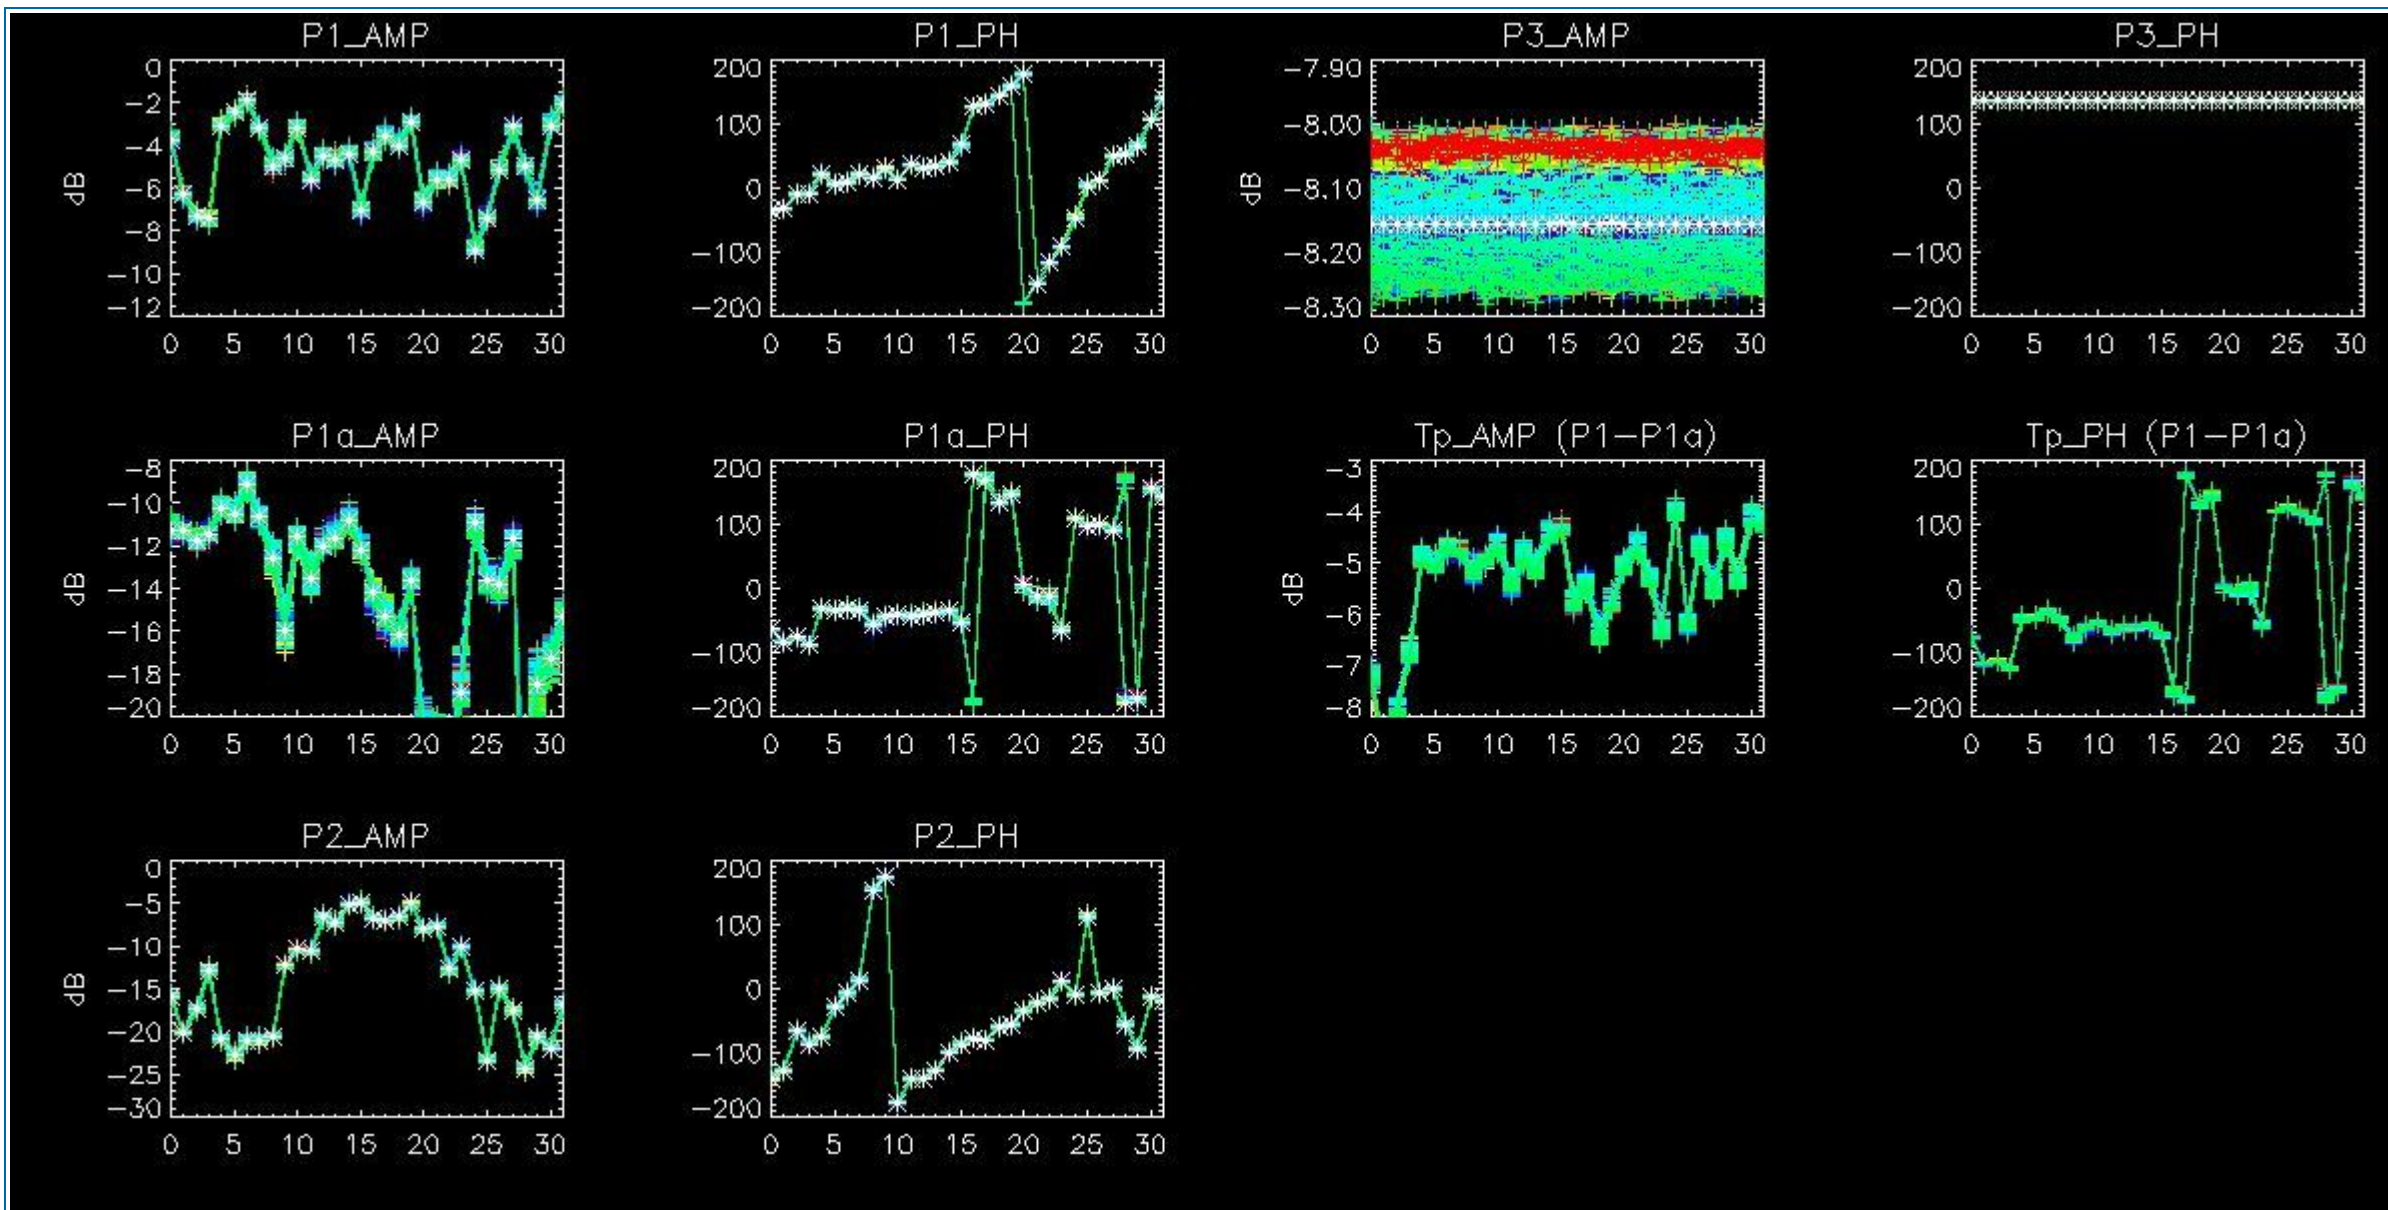 P1_AMP
0
−2
−4
−6
−8
−10
−12
dB
0 5 10 15 20 25 30
P1_PH
200
100
0
−100
−200
0 5 10 15 20 25 30
P3_AMP
−7.90
−8.00
−8.10
−8.20
−8.30
dB
0 5 10 15 20 25 30
P3_PH
200
100
0
−100
−200
0 5 10 15 20 25 30
P1a_AMP
−8
−10
−12
−14
−16
−18
−20
dB
0 5 10 15 20 25 30
P1a_PH
200
100
0
−100
−200
0 5 10 15 20 25 30
Tp_AMP (P1−P1a)
−3
−4
−5
−6
−7
−8
dB
0 5 10 15 20 25 30
Tp_PH (P1−P1a)
200
100
0
−100
−200
0 5 10 15 20 25 30
P2_AMP
0
−5
−10
−15
−20
−25
−30
dB
0 5 10 15 20 25 30
P2_PH
200
100
0
−100
−200
0 5 10 15 20 25 30